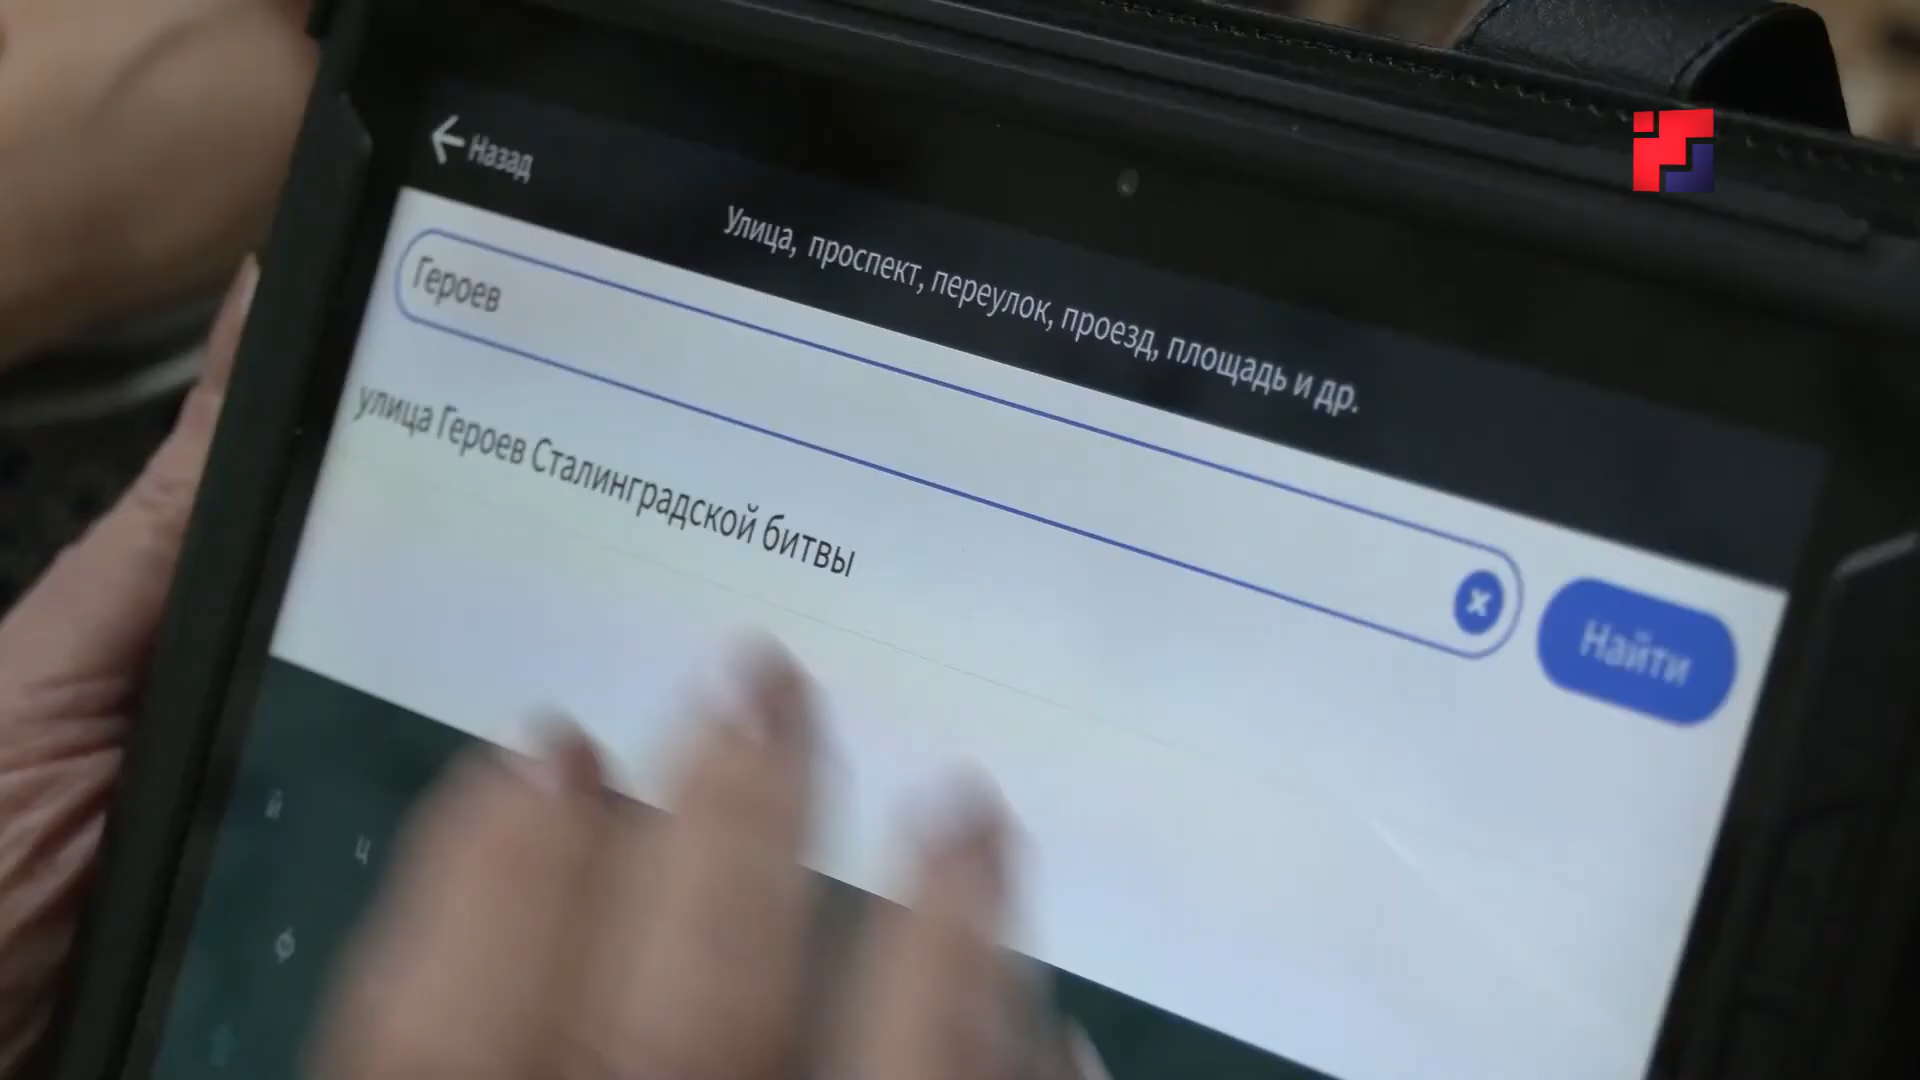 Назад
Улица, проспект, переулок, проезд, площадь и др.
Героев
Найти
улица Героев Сталинградской битвы
й
ц
ф